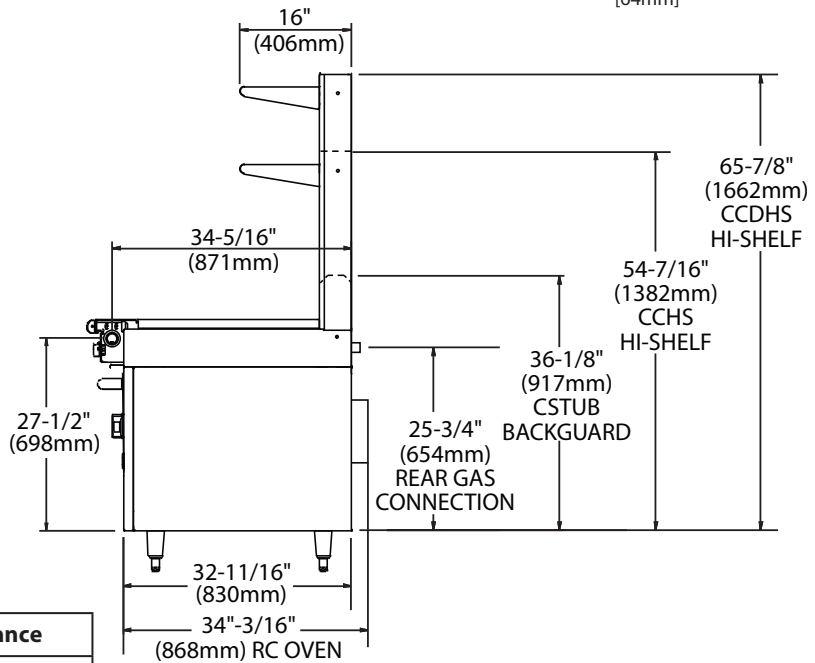 [64mm]
16"
(406mm)
65-7/8"
(1662mm)
CCDHS
HI-SHELF
34-5/16"
(871mm)
54-7/16"
(1382mm)
CCHS
HI-SHELF
36-1/8"
(917mm)
CSTUB
BACKGUARD
27-1/2"
(698mm)
25-3/4"
(654mm)
REAR GAS
CONNECTION
32-11/16"
(830mm)
34"-3/16"
(868mm) RC OVEN